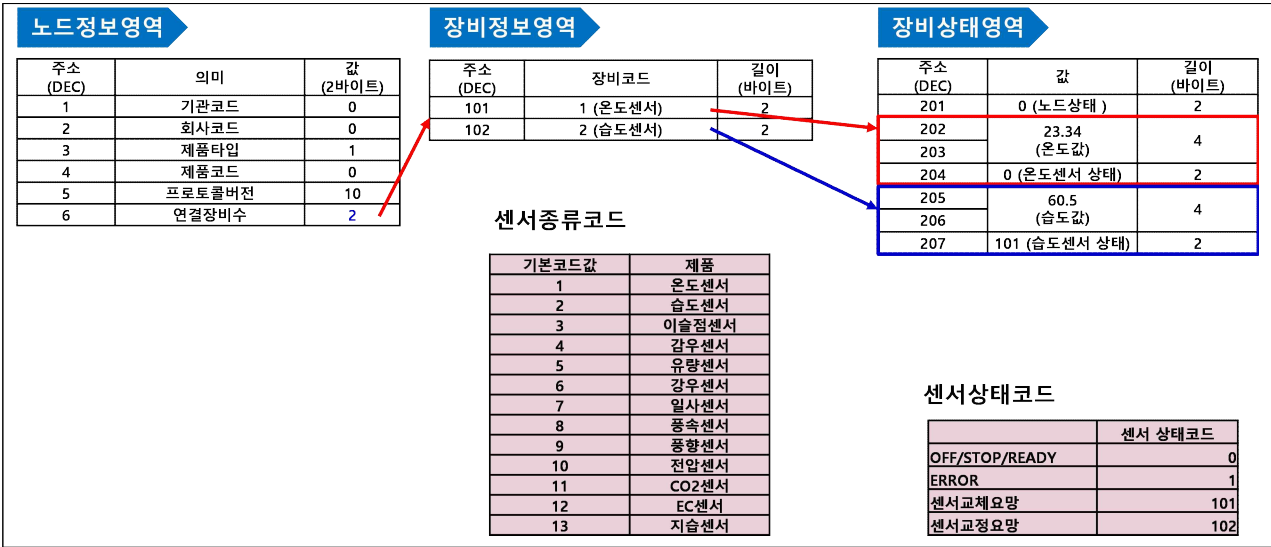 노드정보영역
주소
(DEC)
의미
값
(2바이트)
1 기관코드 0
2 회사코드 0
3 제품타입 1
4 제품코드 0
5 프로토콜버전 10
6 연결장비수 2
장비정보영역
주소
(DEC)
장비코드
길이
(바이트)
101 1 (온도센서) 2
102 2 (습도센서) 2
장비상태영역
주소
(DEC)
값
길이
(바이트)
201 0 (노드상태 ) 2
202
203
23.34
(온도값)
4
204 0 (온도센서 상태) 2
205
206
60.5
(습도값)
4
207 101 (습도센서 상태) 2
센서종류코드
기본코드값 제품
1 온도센서
2 습도센서
3 이슬점센서
4 감우센서
5 유량센서
6 강우센서
7 일사센서
8 풍속센서
9 풍향센서
10 전압센서
11 CO2센서
12 EC센서
13 지습센서
센서상태코드
센서 상태코드
OFF/STOP/READY 0
ERROR 1
센서교체요망 101
센서교정요망 102